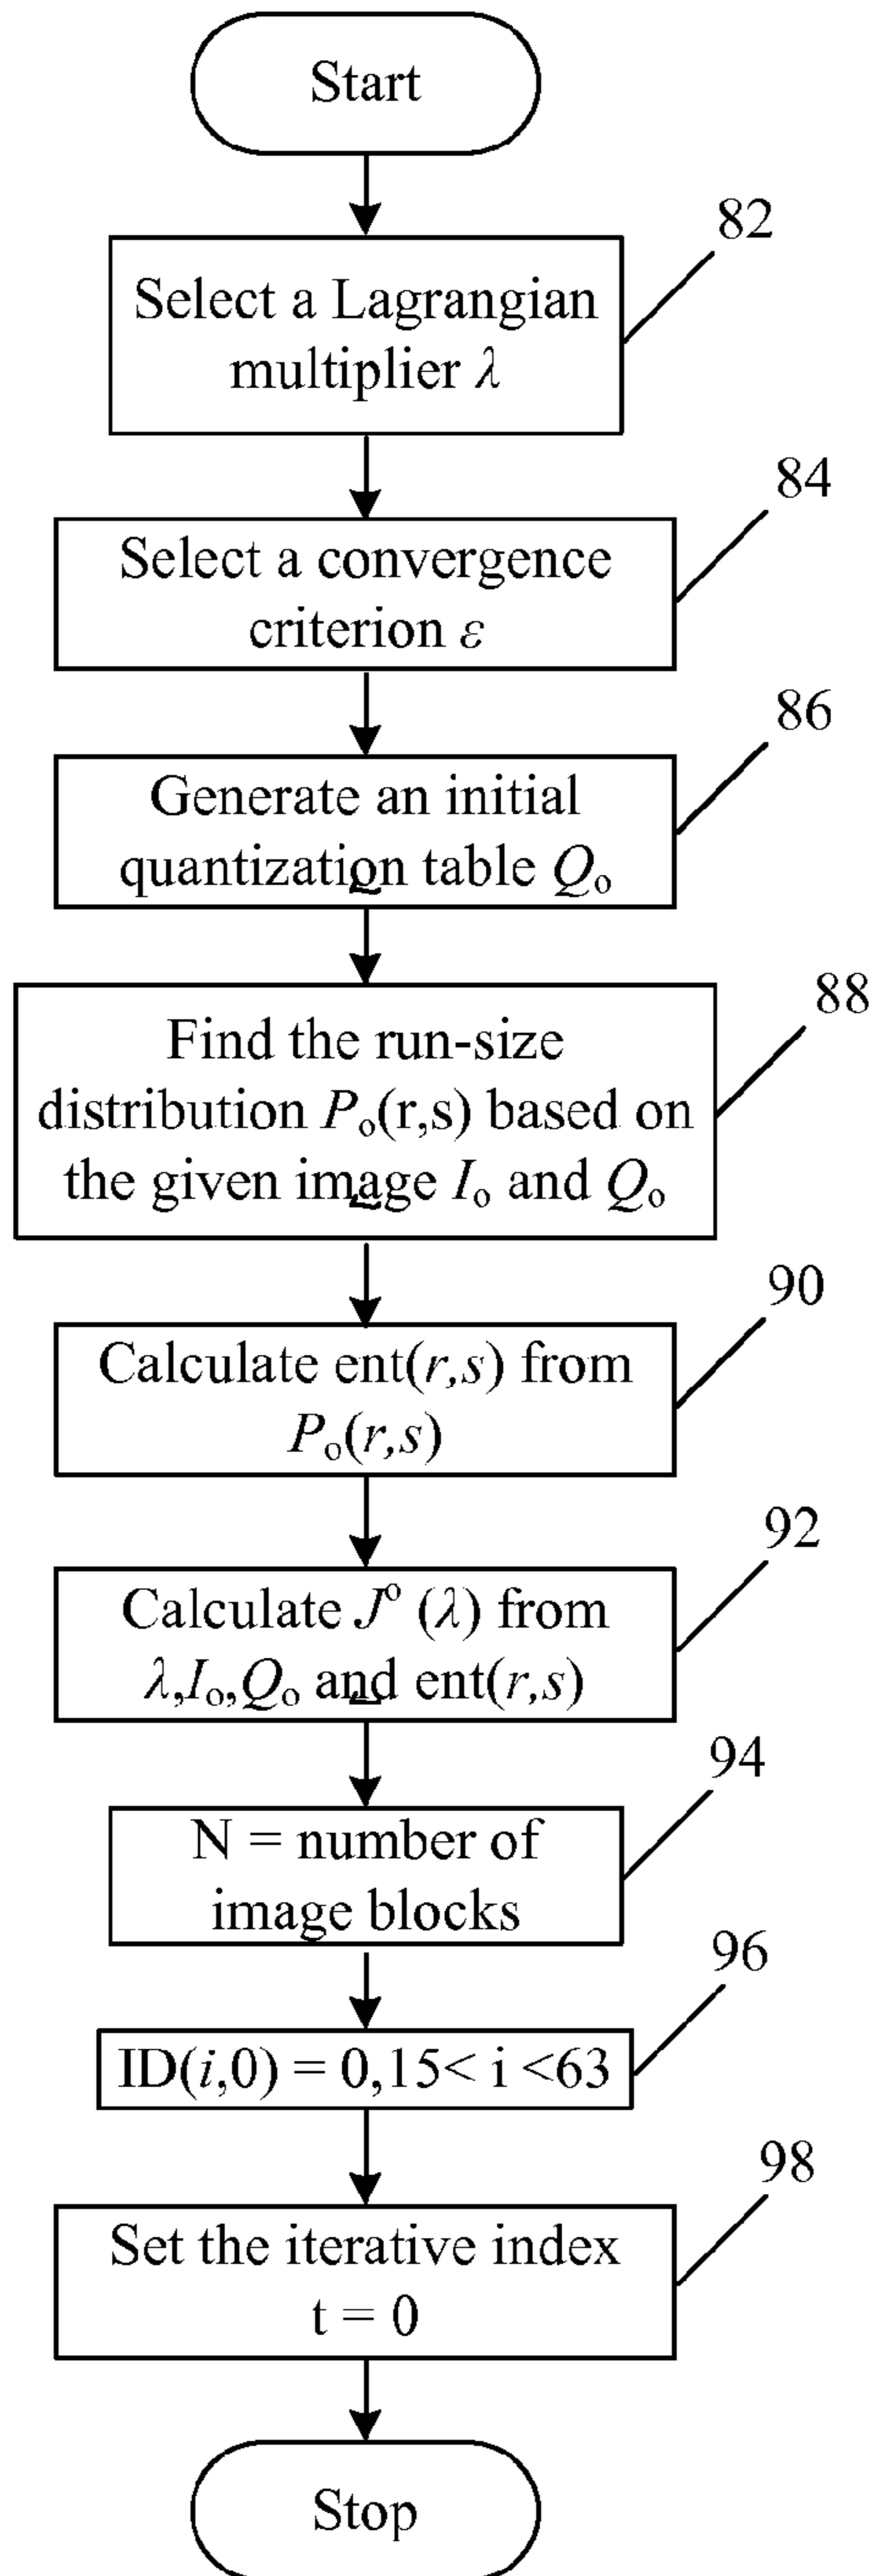 Start
82
Select a Lagrangian
multiplier λ
84
Select a convergence
criterion ε
86
Generate an initial
quantization table Qₒ
88
Find the run-size
distribution Pₒ(r,s) based on
the given image Iₒ and Qₒ
90
Calculate ent(r,s) from
Pₒ(r,s)
92
Calculate Jᵒ (λ) from
λ,Iₒ,Qₒ and ent(r,s)
94
N = number of
image blocks
96
ID(i,0) = 0,15< i <63
98
Set the iterative index
t = 0
Stop